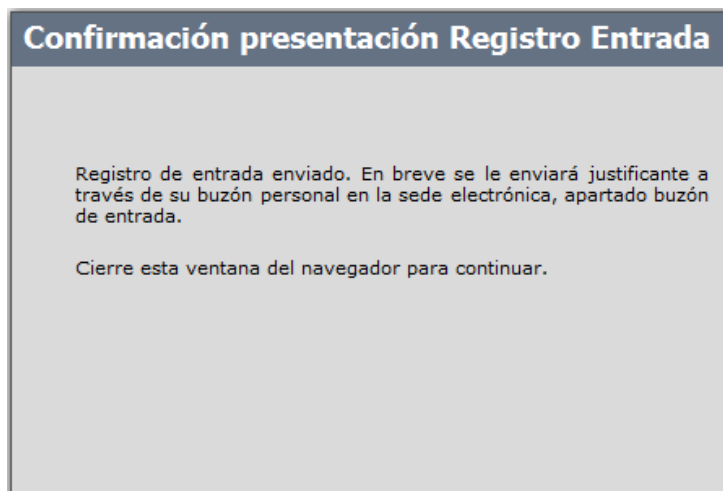 Confirmación presentación Registro Entrada
Registro de entrada enviado. En breve se le enviará justificante a
través de su buzón personal en la sede electrónica, apartado buzón
de entrada.
Cierre esta ventana del navegador para continuar.